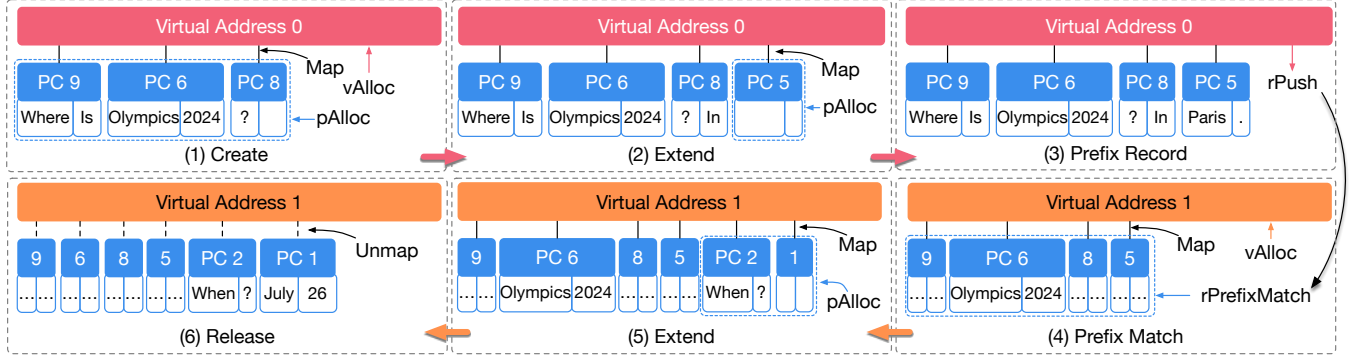 Virtual Address 0
Map
vAlloc
PC 9 PC 6 PC 8
Where Is Olympics 2024 ?
pAlloc
(1) Create
Virtual Address 0
Map
PC 9 PC 6 PC 8 PC 5
Where Is Olympics 2024 ? In
pAlloc
(2) Extend
Virtual Address 0
rPush
PC 9 PC 6 PC 8 PC 5
Where Is Olympics 2024 ? In Paris .
(3) Prefix Record
Virtual Address 1
Unmap
9 6 8 5 PC 2 PC 1
...... ...... ...... ...... When ? July 26
(6) Release
Virtual Address 1
Map
9 PC 6 8 5 PC 2 1
...... Olympics 2024 ...... ...... When ?
pAlloc
(5) Extend
Virtual Address 1
Map
vAlloc
9 PC 6 8 5
...... Olympics 2024 ...... ......
rPrefixMatch
(4) Prefix Match